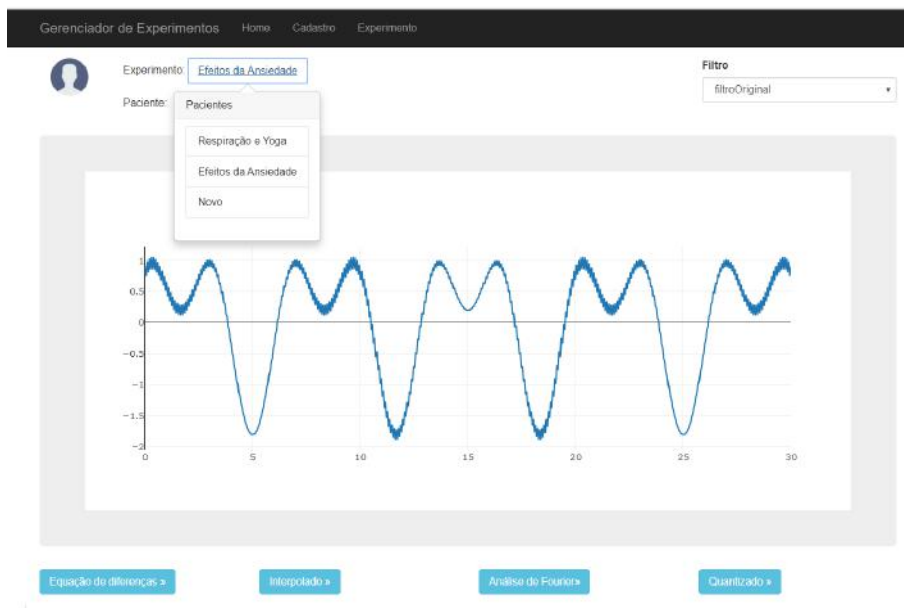 Gerenciador de Experimentos Home Cadastro Experimento
Experimento: Efeitos da Ansiedade
Filtro
filtroOriginal
Paciente:
Pacientes
Respiração e Yoga
Efeitos da Ansiedade
Novo
1
0.5
0
−0.5
−1
−1.5
−2
0 5 10 15 20 25 30
Equação de diferenças » Interpolado » Análise de Fourier» Quantizado »